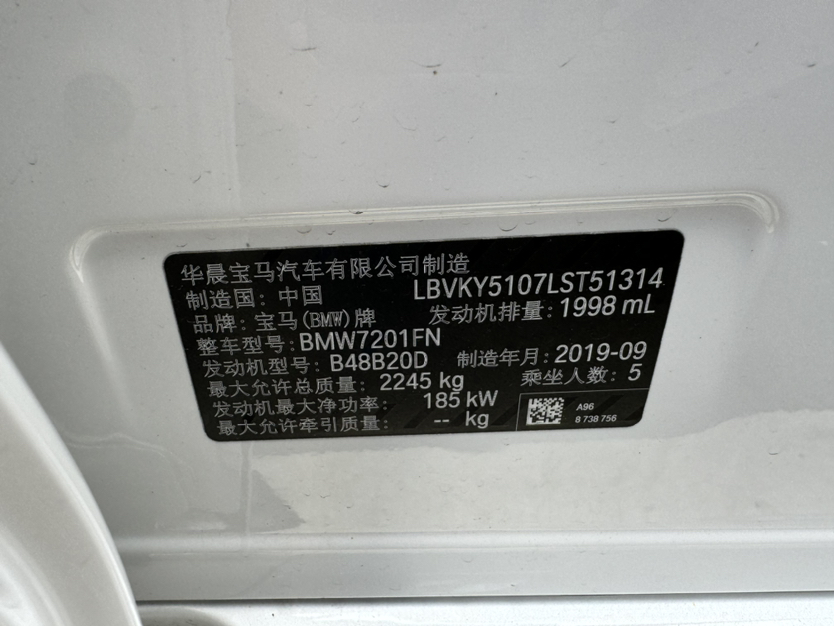 华晨宝马汽车有限公司制造
制造国: 中国 LBVKY5107LST51314
品牌: 宝马(BMW)牌 发动机排量: 1998 mL
整车型号: BMW7201FN
发动机型号: B48B20D 制造年月: 2019-09
最大允许总质量: 2245 kg 乘坐人数: 5
发动机最大净功率: 185 kW
最大允许牵引质量: -- kg
A96
8 738 756